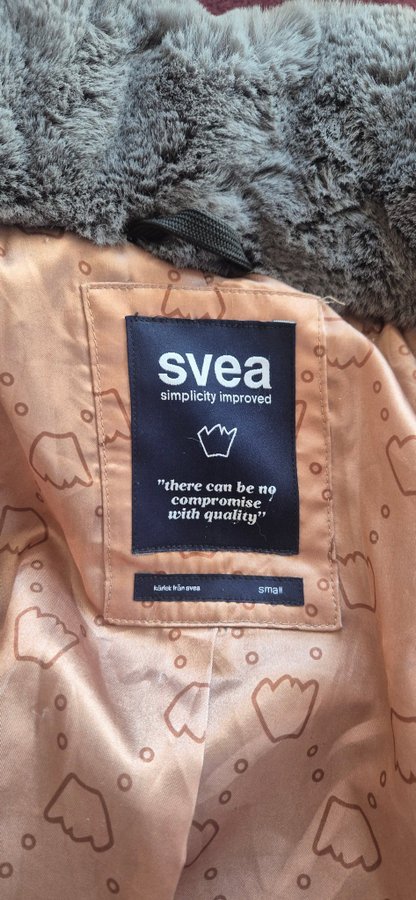 svea
simplicity improved
"there can be no
compromise
with quality"
kärlek från svea
small